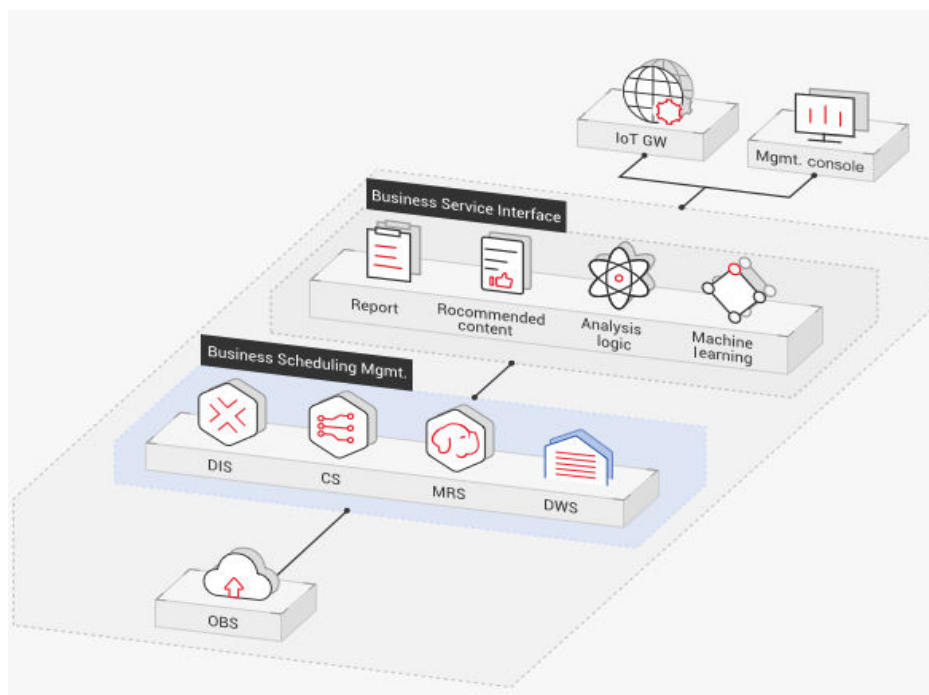 IoT GW
Mgmt. console
Business Service Interface
Report
Rocommended
content
Analysis
logic
Machine
learning
Business Scheduling Mgmt.
DIS
CS
MRS
DWS
OBS